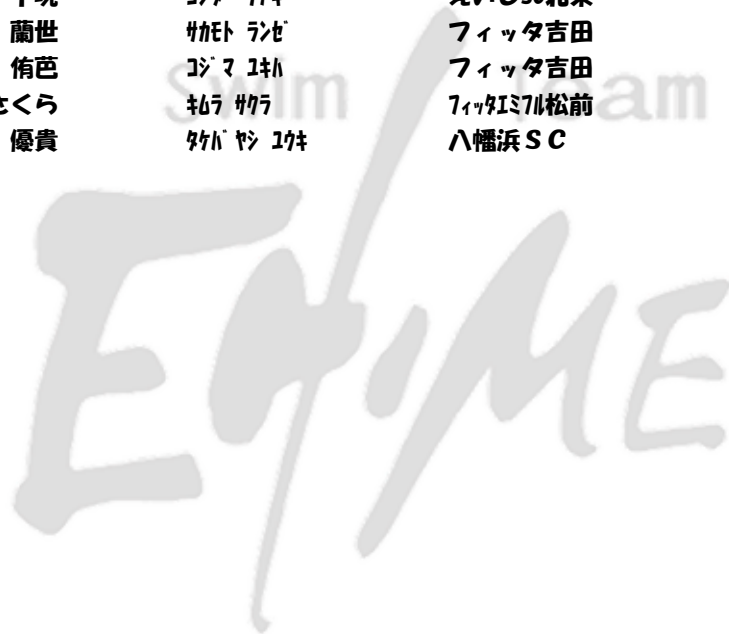 蘭世 ｻｶﾓﾄ ﾗﾝｾﾞ フィッタ吉田
侑芭 ｺｼﾞﾏ ﾕｷﾊ フィッタ吉田
さくら ｷﾑﾗ ｻｸﾗ ﾌｨｯﾀｴﾐﾌﾙ松前
優貴 ﾀｹﾊﾞﾔｼ ﾕｳｷ 八幡浜ＳＣ
Swim Team
EHIME